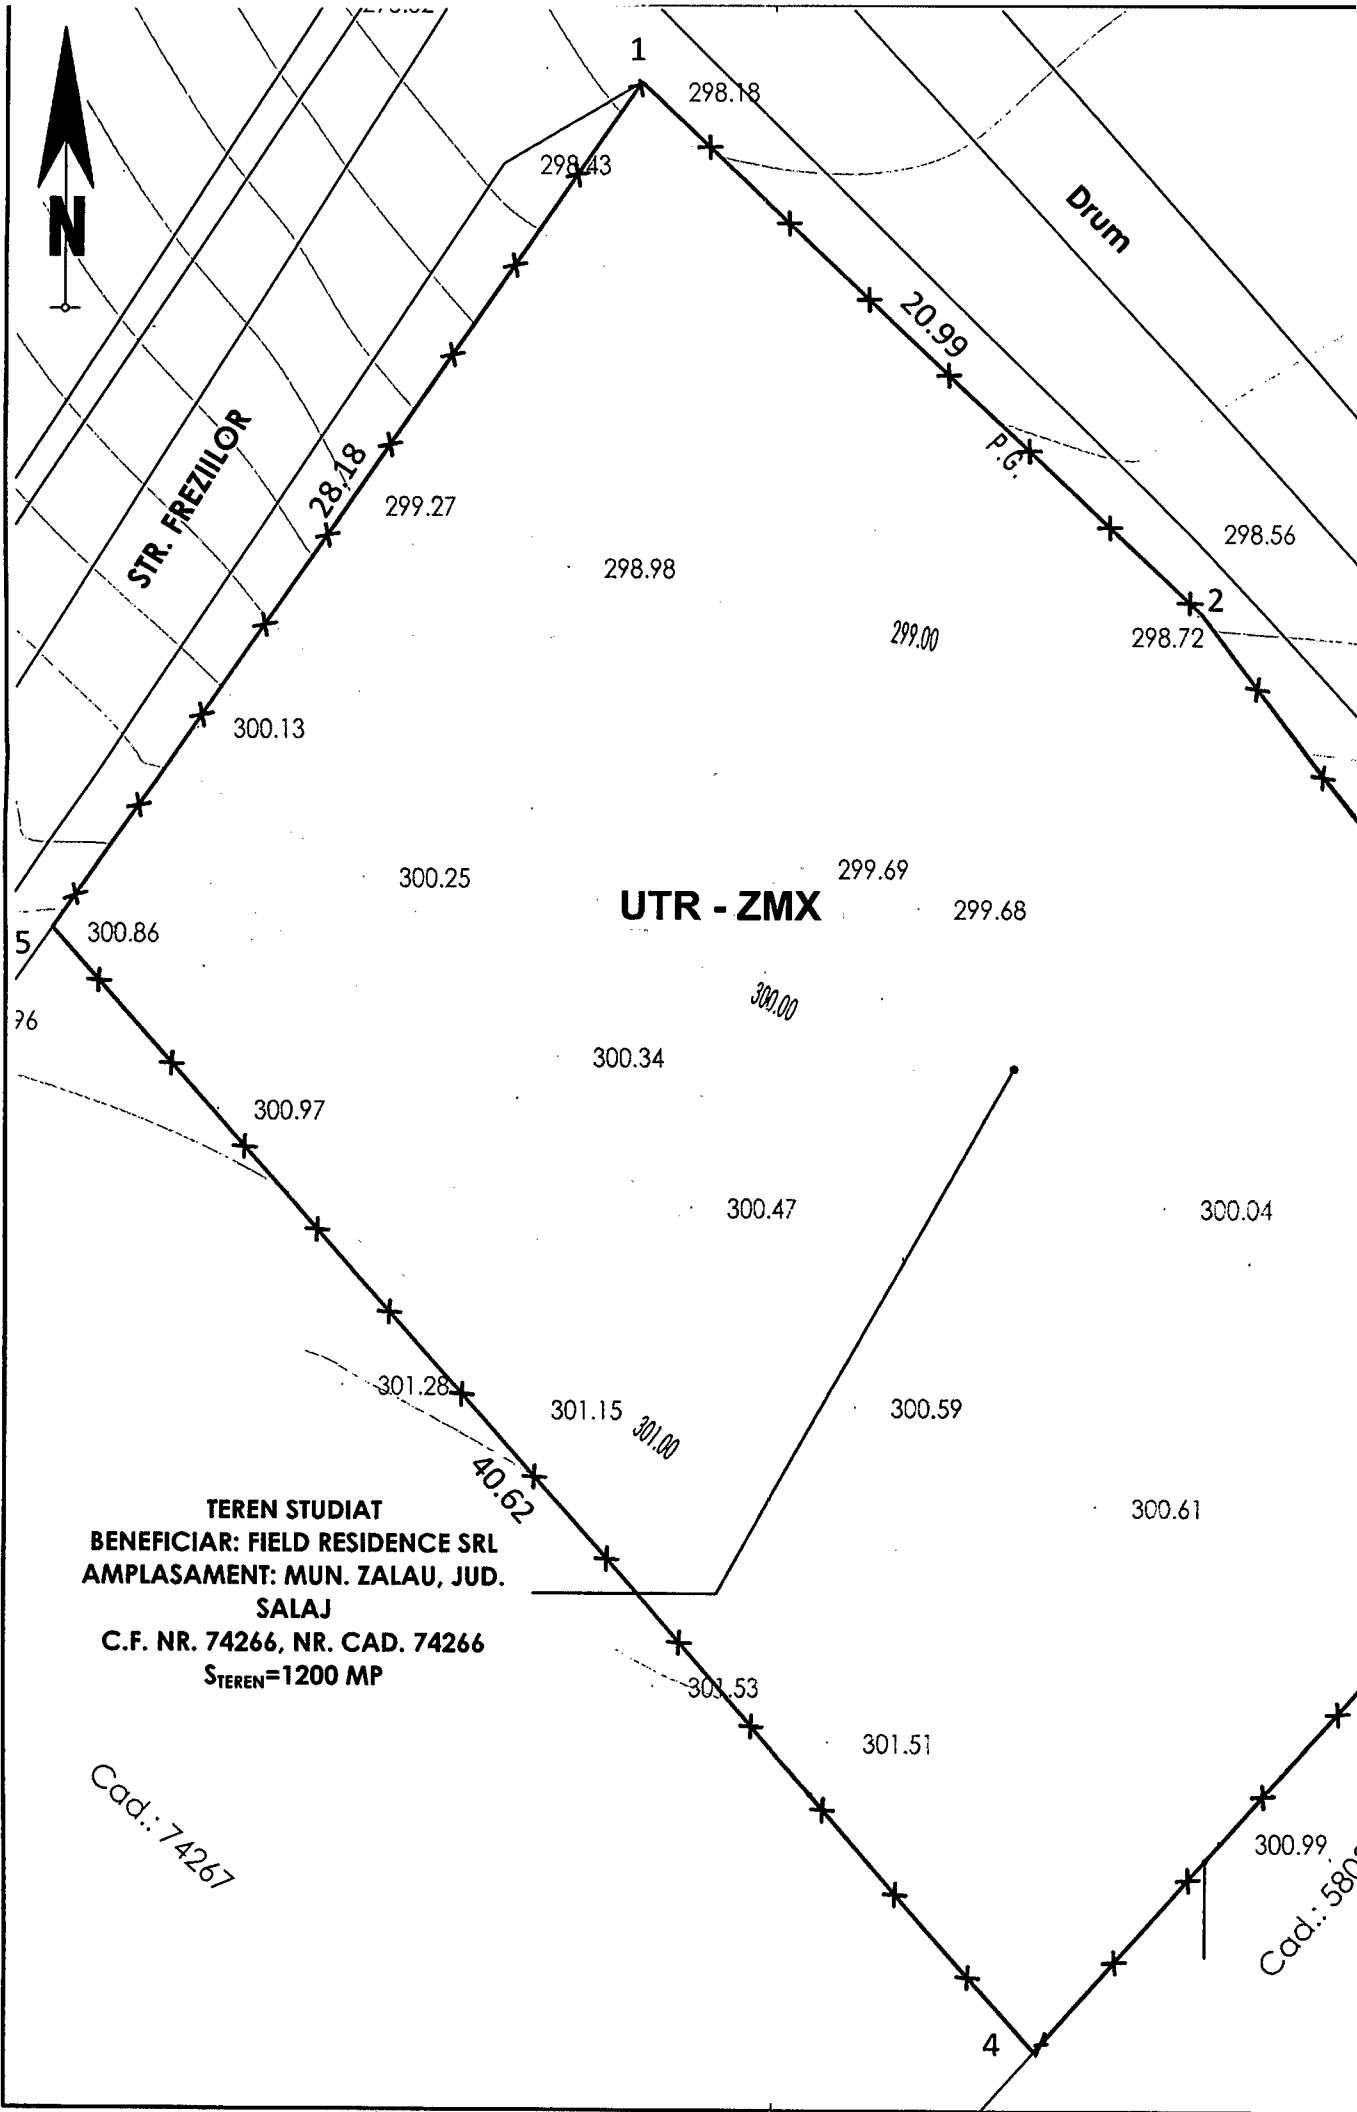 1
298.18
298.43
N
Drum
20.99
STR. FREZIILOR
28.18
P.G.
299.27
298.56
298.98
2
299.00
298.72
300.13
299.69
300.25
UTR - ZMX
299.68
300.86
5
300.00
96
300.34
300.97
300.47
300.04
301.28
301.15
300.59
301.00
40.62
300.61
TEREN STUDIAT
BENEFICIAR: FIELD RESIDENCE SRL
AMPLASAMENT: MUN. ZALAU, JUD.
SALAJ
C.F. NR. 74266, NR. CAD. 74266
STEREN=1200 MP
301.53
301.51
Cad.: 74267
300.99
Cad.: 580
4